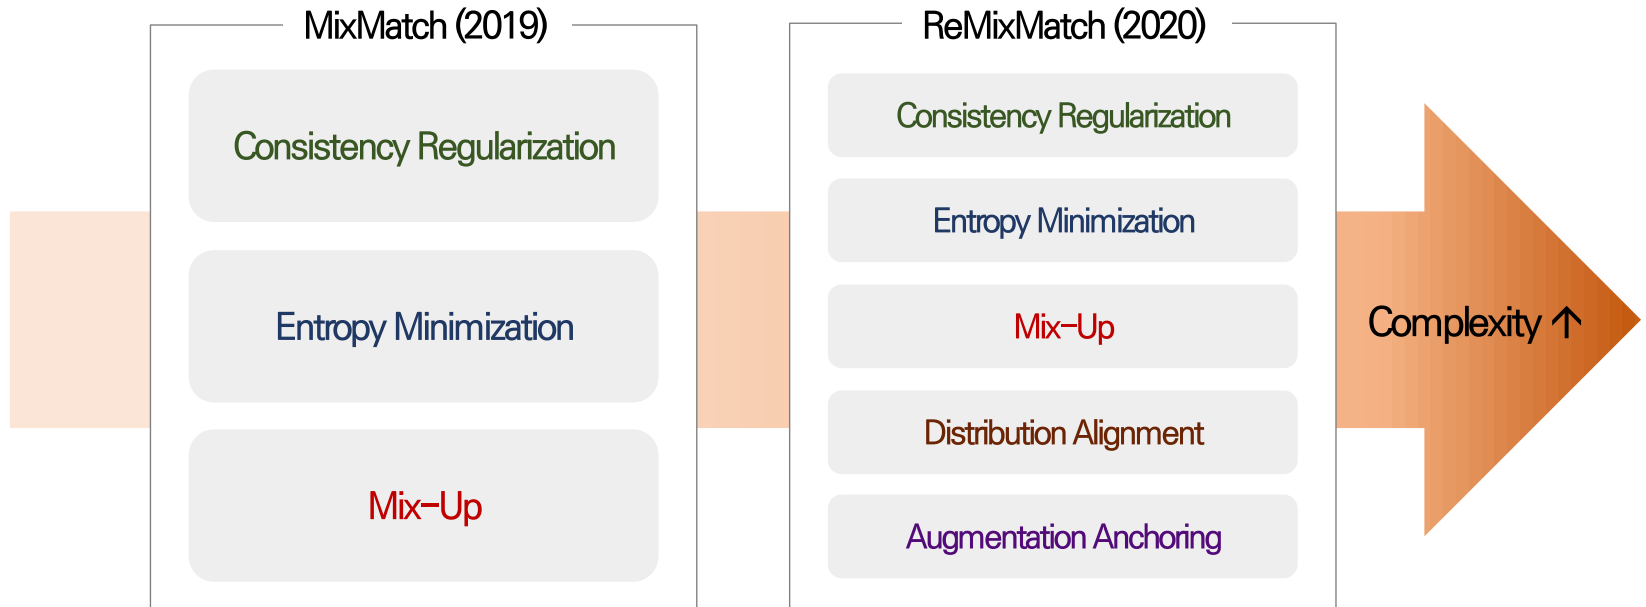 MixMatch (2019)
Consistency Regularization
Entropy Minimization
Mix-Up
ReMixMatch (2020)
Consistency Regularization
Entropy Minimization
Mix-Up
Distribution Alignment
Augmentation Anchoring
Complexity ↑